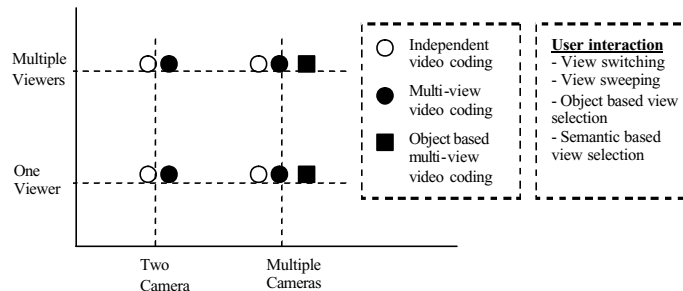 Multiple
Viewers
One
Viewer
Two
Camera
Multiple
Cameras
Independent
video coding
Multi-view
video coding
Object based
multi-view
video coding
User interaction
- View switching
- View sweeping
- Object based view
selection
- Semantic based
view selection